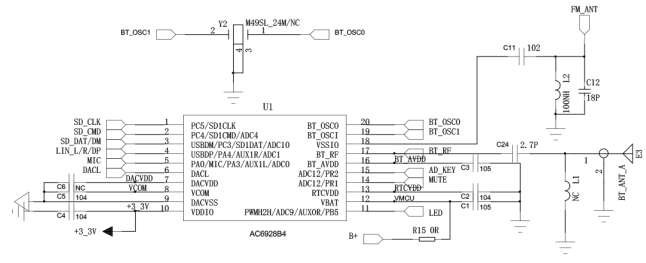 FM_ANT
Y2 M49SL_24M/NC
BT_OSC1 2 1 BT_OSC0
4 3
C11 102
L2 100NH
C12 18P
U1
SD_CLK 1 PC5/SD1CLK BT_OSCO 20 BT_OSC0
SD_CMD 2 PC4/SD1CMD/ADC4 BT_OSCI 19 BT_OSC1
SD_DAT/DM 3 USBDM/PC3/SD1DAT/ADC10 VSSIO 18
LIN_L/R/DP 4 USBDP/PA4/AUX1R/ADC1 BT_RF 17 BT_RF C24 2.7P
MIC 5 PA0/MIC/PA3/AUX1L/ADC0 BT_AVDD 16 BT_AVDD C3 105
DACL 6 DACL ADC12/PR2 15 AD_KEY
C6 NC DACVDD 7 DACVDD ADC12/PR1 14 MUTE
C5 104 VCOM 8 VCOM RTCVDD 13 RTCVDD C2 104
9 DACVSS VBAT 12 VMCU C1 105
C4 104 +3_3V 10 VDDIO PWMH2H/ADC9/AUXOR/PB5 11 LED
+3_3V
AC6928B4
B+ R15 0R
L1 NC
1 2
E3
BT_ANT_A